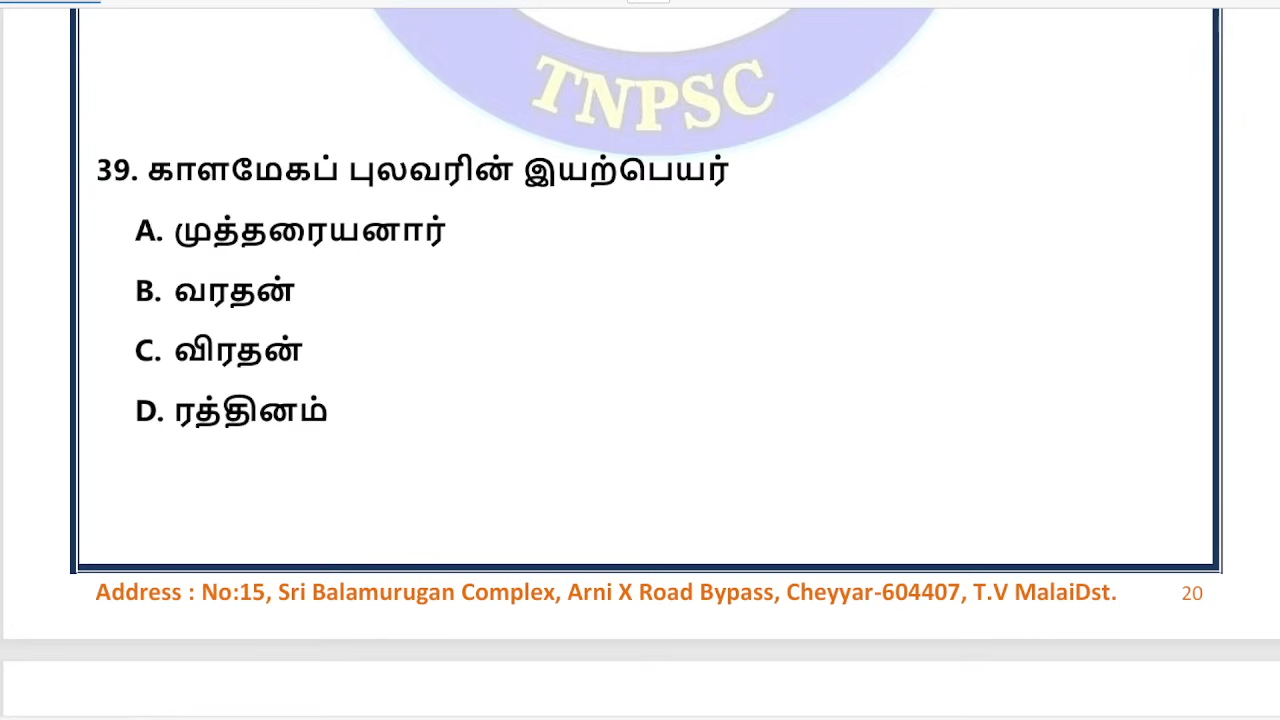 TNPSC
39. காளமேகப் புலவரின் இயற்பெயர்
A. முத்தரையனார்
B. வரதன்
C. விரதன்
D. ரத்தினம்
Address : No:15, Sri Balamurugan Complex, Arni X Road Bypass, Cheyyar-604407, T.V MalaiDst. 20